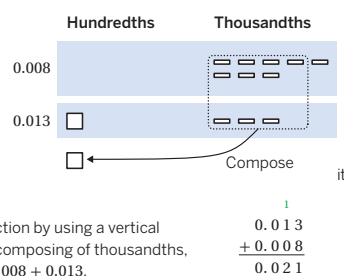 Hundredths Thousandths
0.008
0.013
Compose
it
1
ction by using a vertical
0.013
composing of thousandths,
+ 0.008
008 + 0.013.
0.021